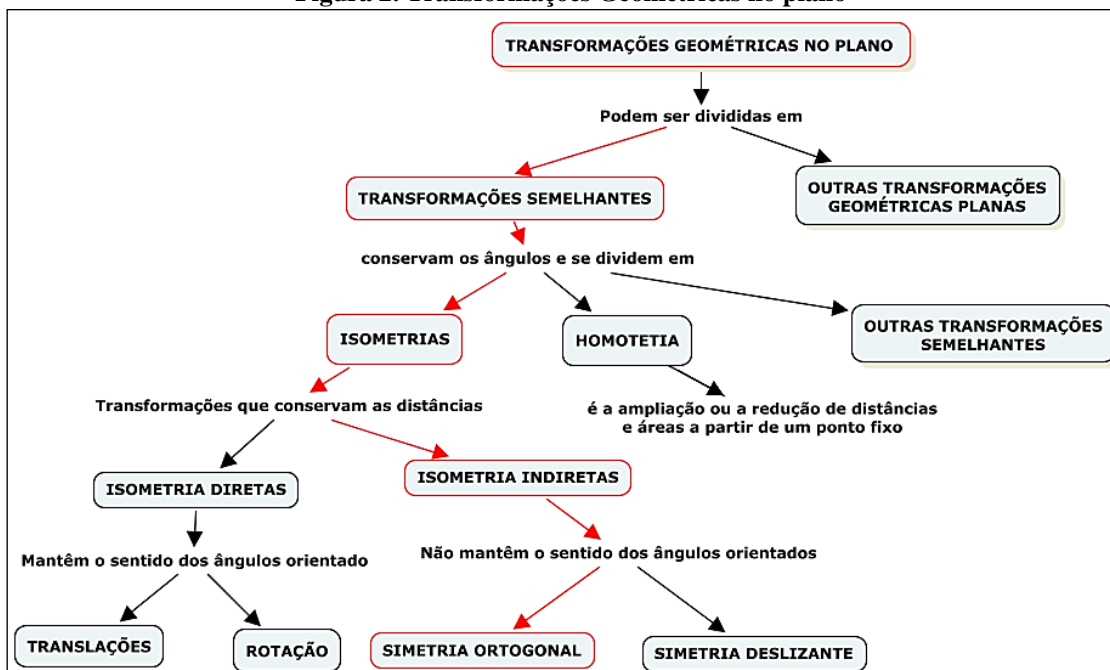 Figura 2: Transformações Geométricas no plano
TRANSFORMAÇÕES GEOMÉTRICAS NO PLANO
Podem ser divididas em
TRANSFORMAÇÕES SEMELHANTES
OUTRAS TRANSFORMAÇÕES
GEOMÉTRICAS PLANAS
conservam os ângulos e se dividem em
ISOMETRIAS
HOMOTETIA
OUTRAS TRANSFORMAÇÕES
SEMELHANTES
Transformações que conservam as distâncias
é a ampliação ou a redução de distâncias
e áreas a partir de um ponto fixo
ISOMETRIA DIRETAS
ISOMETRIA INDIRETAS
Mantêm o sentido dos ângulos orientado
Não mantêm o sentido dos ângulos orientados
TRANSLAÇÕES
ROTAÇÃO
SIMETRIA ORTOGONAL
SIMETRIA DESLIZANTE